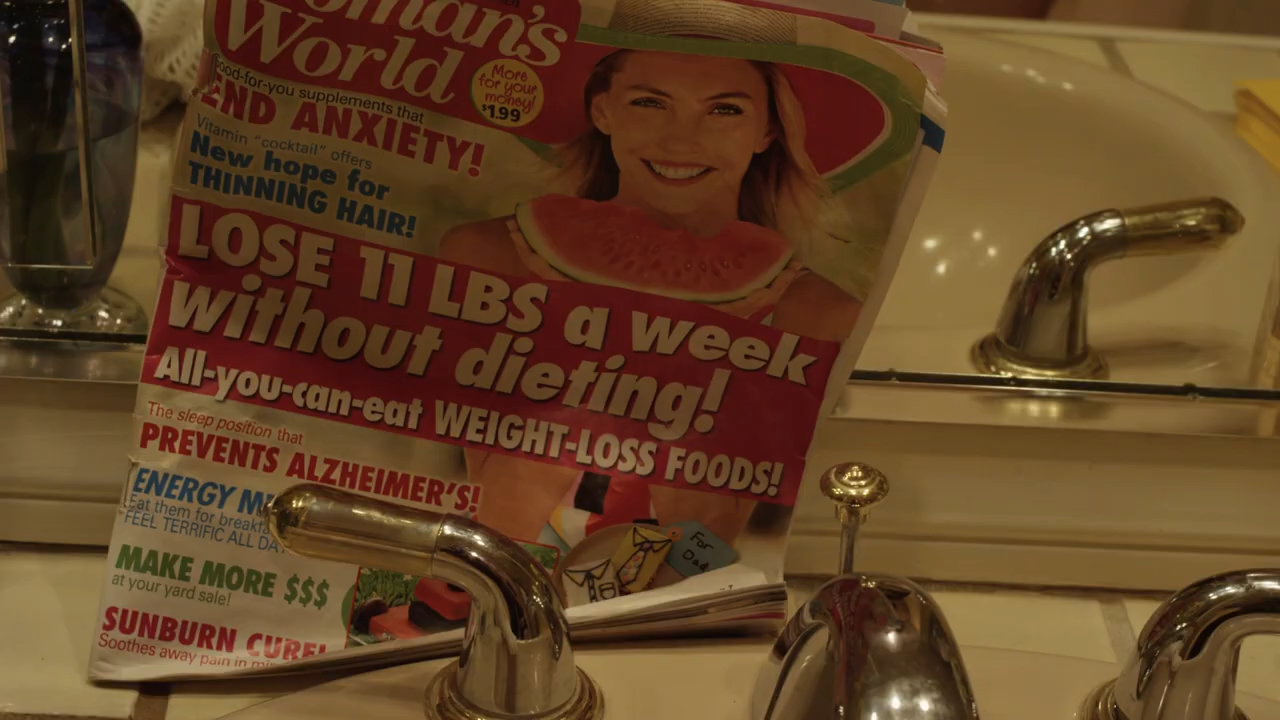 World
More
for your
money!
$1.99
food-for-you supplements that
END ANXIETY!
Vitamin "cocktail" offers
New hope for
THINNING HAIR!
LOSE 11 LBS a week
without dieting!
All-you-can-eat WEIGHT-LOSS FOODS!
The sleep position that
PREVENTS ALZHEIMER'S!
ENERGY
Eat them for
FEEL TERRIFIC ALL
For
Dad
MAKE MORE $$$
at your yard sale!
SUNBURN CURE!
Soothes away pain in